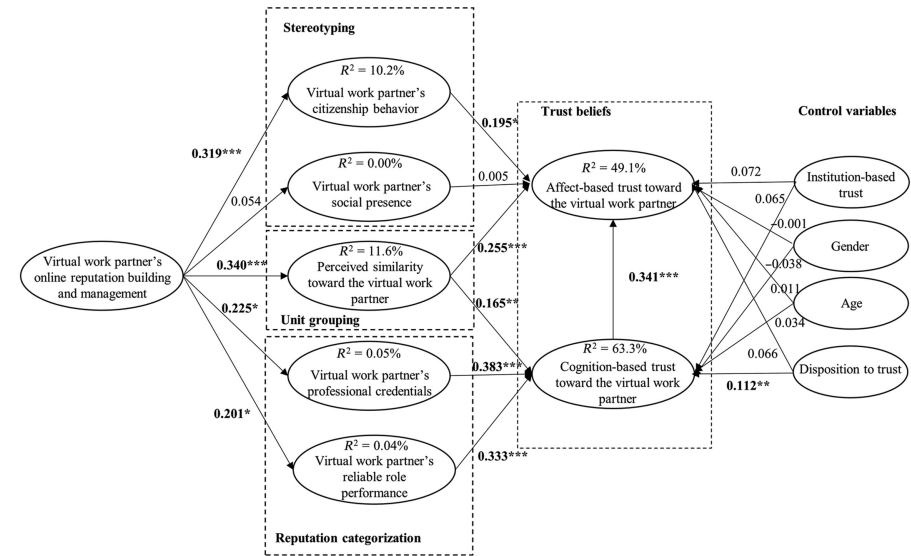 Stereotyping
R² = 10.2%
Virtual work partner's
citizenship behavior
R² = 0.00%
Virtual work partner's
social presence
R² = 11.6%
Perceived similarity
toward the virtual work
partner
Unit grouping
R² = 0.05%
Virtual work partner's
professional credentials
R² = 0.04%
Virtual work partner's
reliable role
performance
Reputation categorization
Virtual work partner's
online reputation building
and management
0.319***
0.054
0.340***
0.225*
0.201*
0.195*
0.005
0.255***
0.165**
0.383***
0.333***
Trust beliefs
R² = 49.1%
Affect-based trust toward
the virtual work partner
0.341***
R² = 63.3%
Cognition-based trust
toward the virtual work
partner
Control variables
Institution-based
trust
Gender
Age
Disposition to trust
0.072
0.065
–0.001
–0.038
0.011
0.034
0.066
0.112**